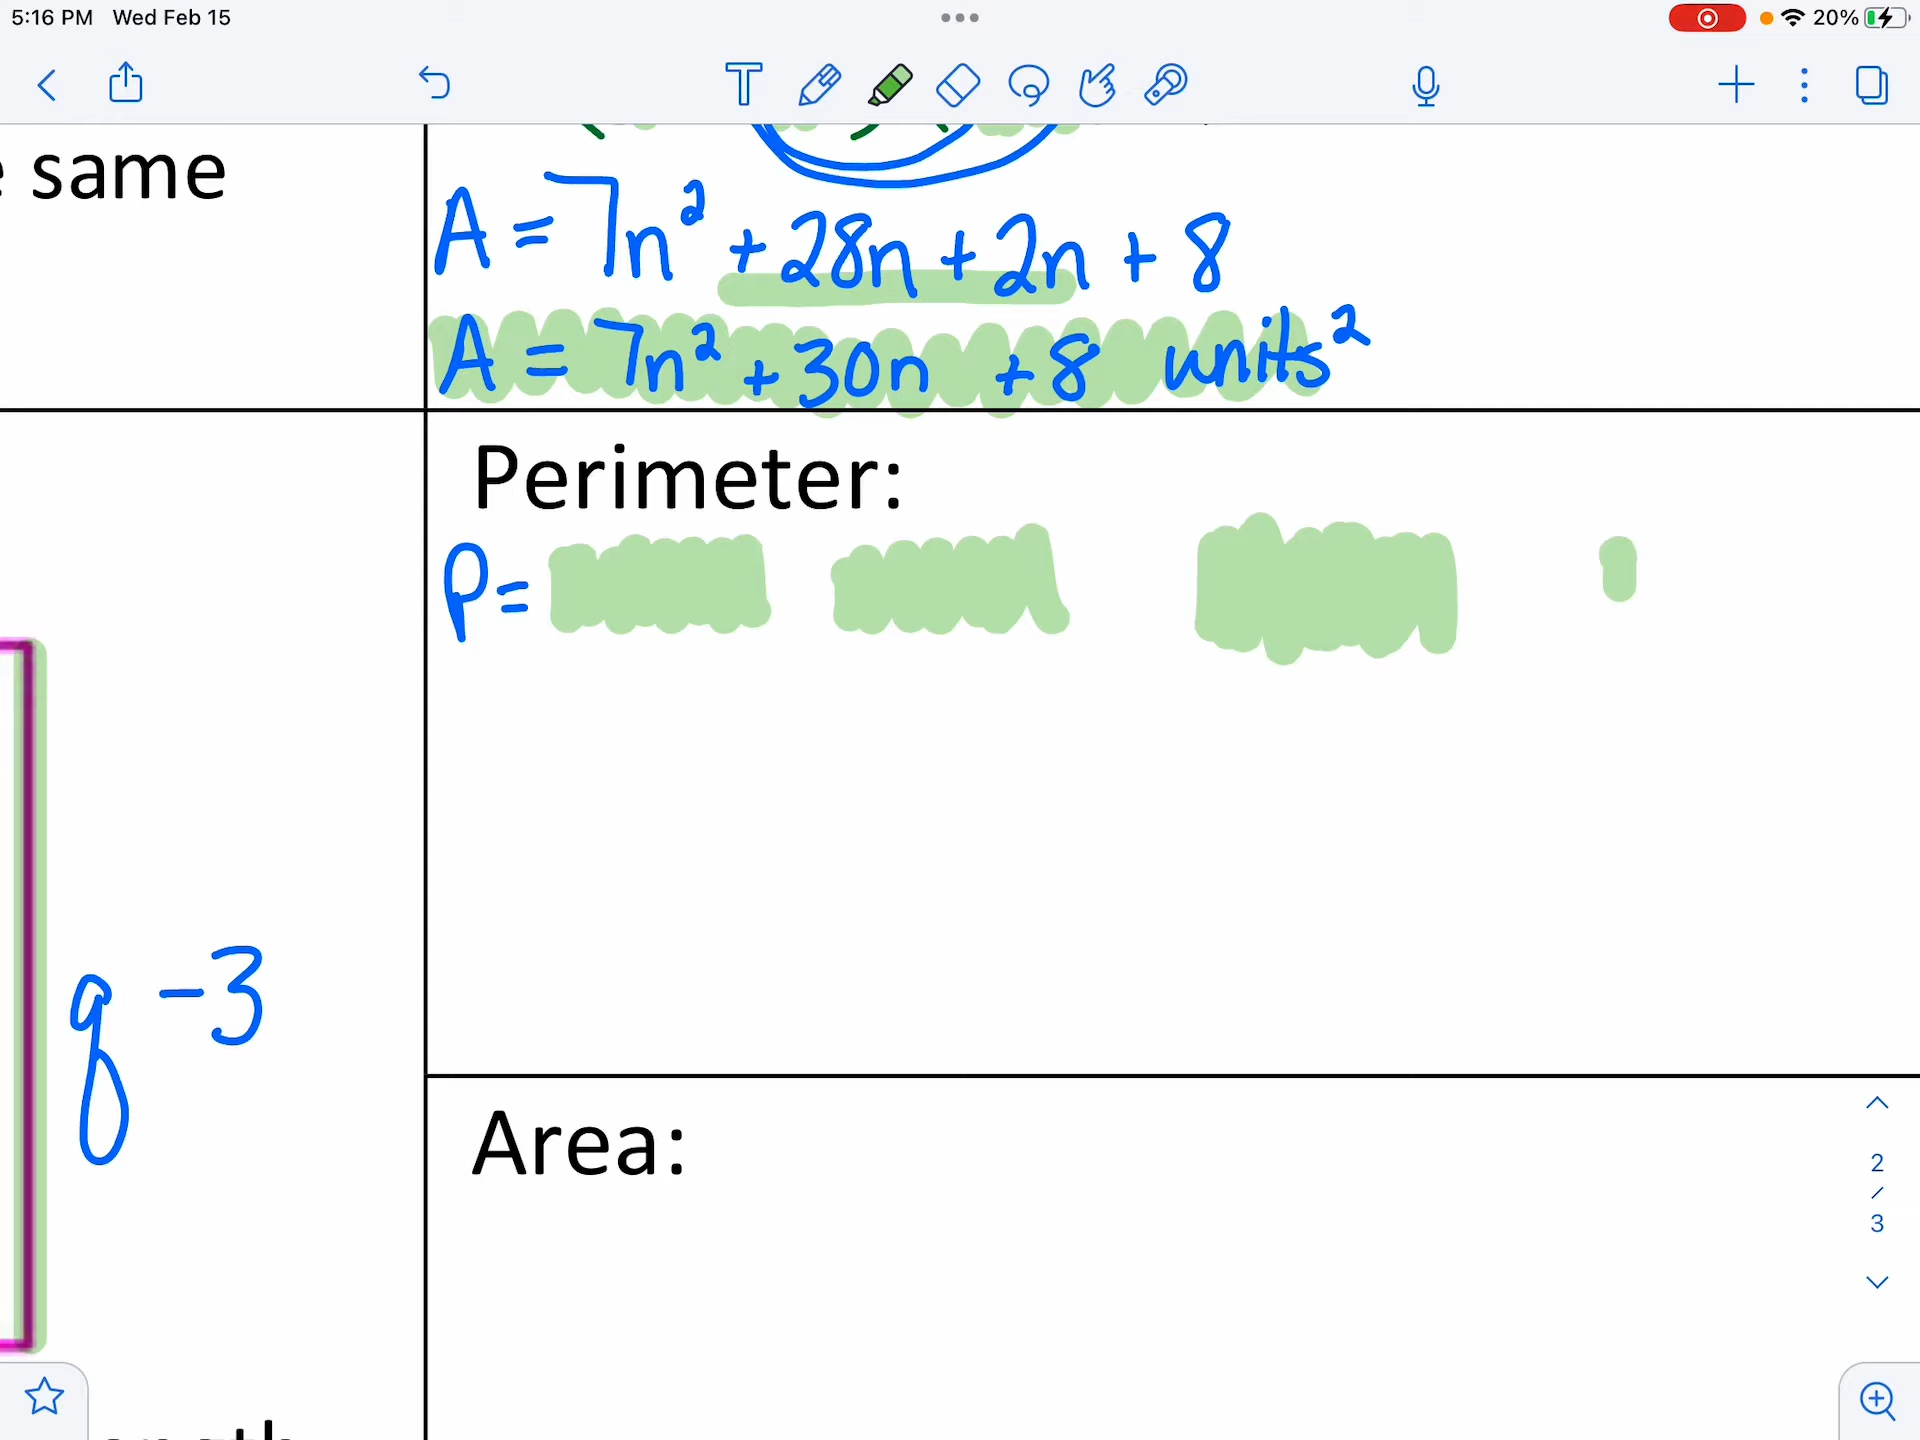 5:16 PM Wed Feb 15
20%
same
A = 7n² + 28n + 2n + 8
A = 7n² + 30n + 8 units²
Perimeter:
P =
q - 3
Area:
2
/
3